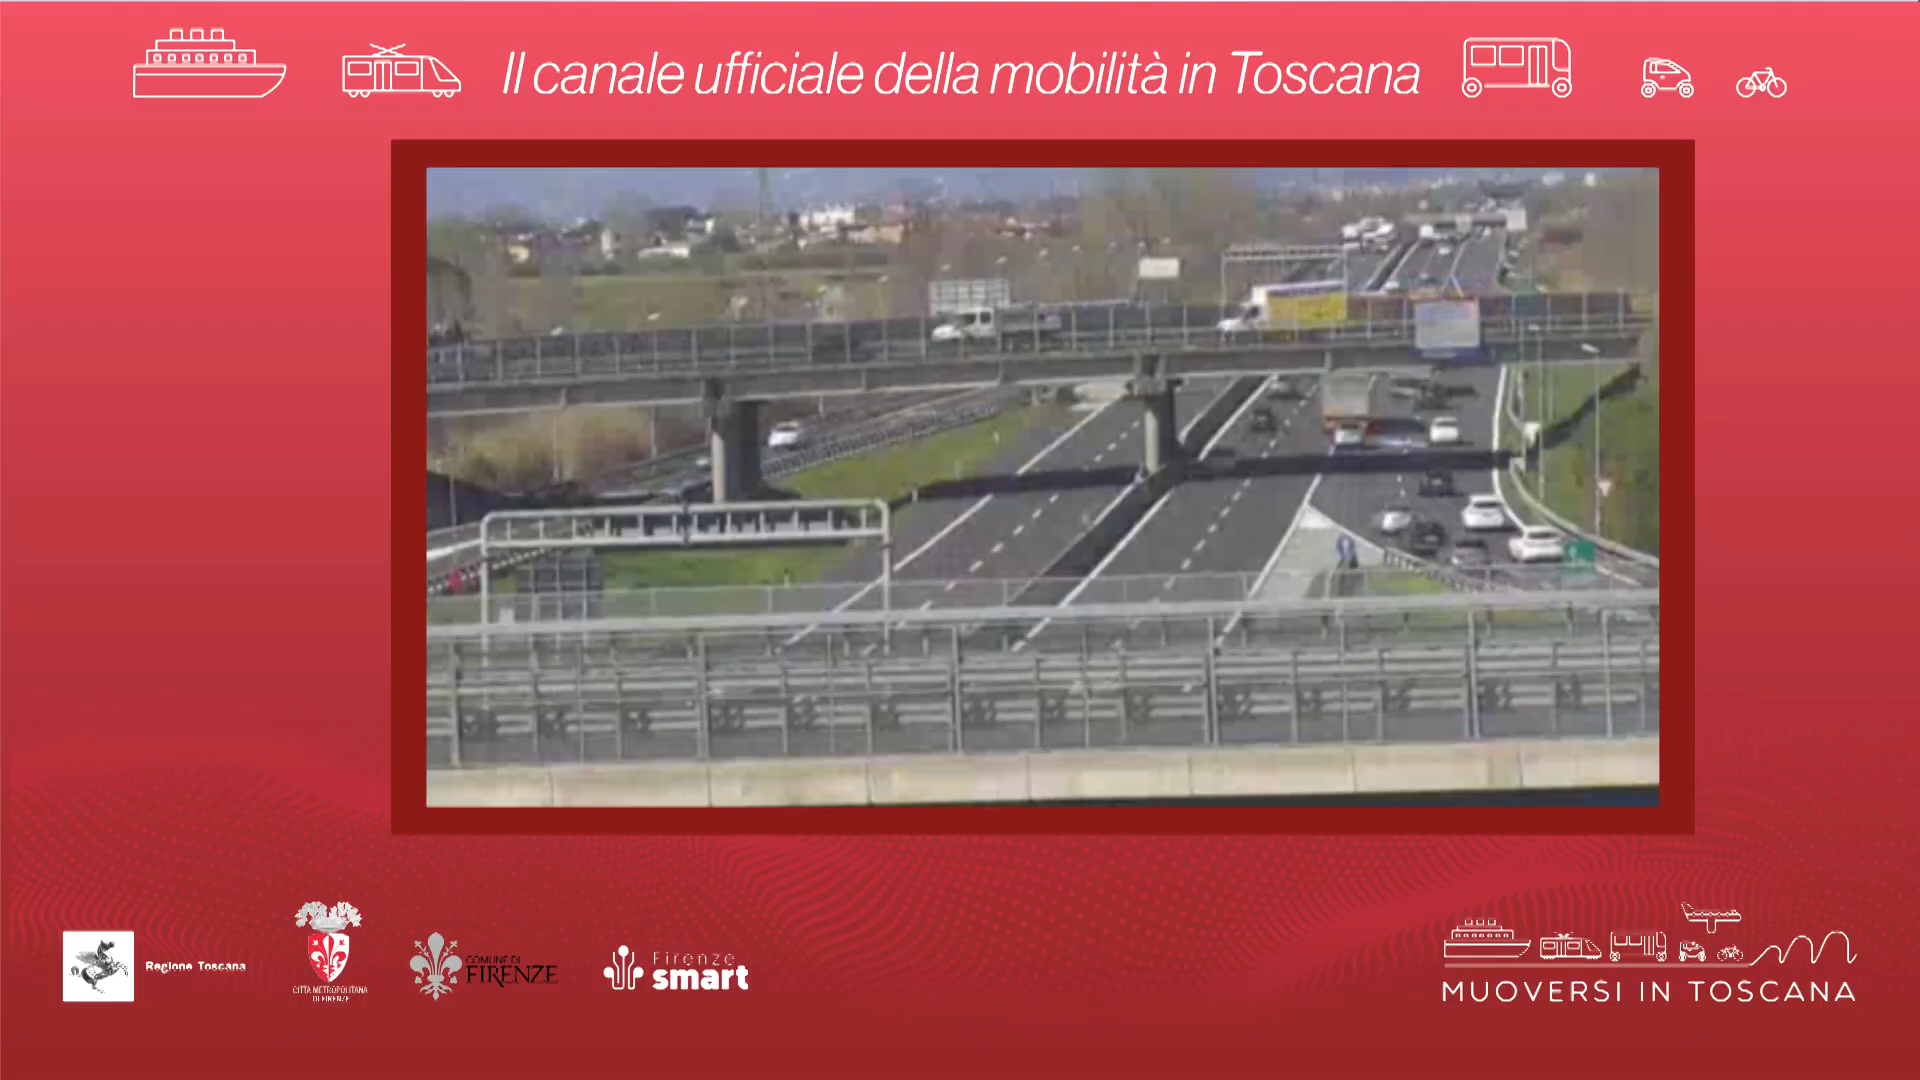 Il canale ufficiale della mobilità in Toscana
Regione Toscana
CITTÀ METROPOLITANA
DI FIRENZE
COMUNE DI
FIRENZE
Firenze
smart
MUOVERSI IN TOSCANA